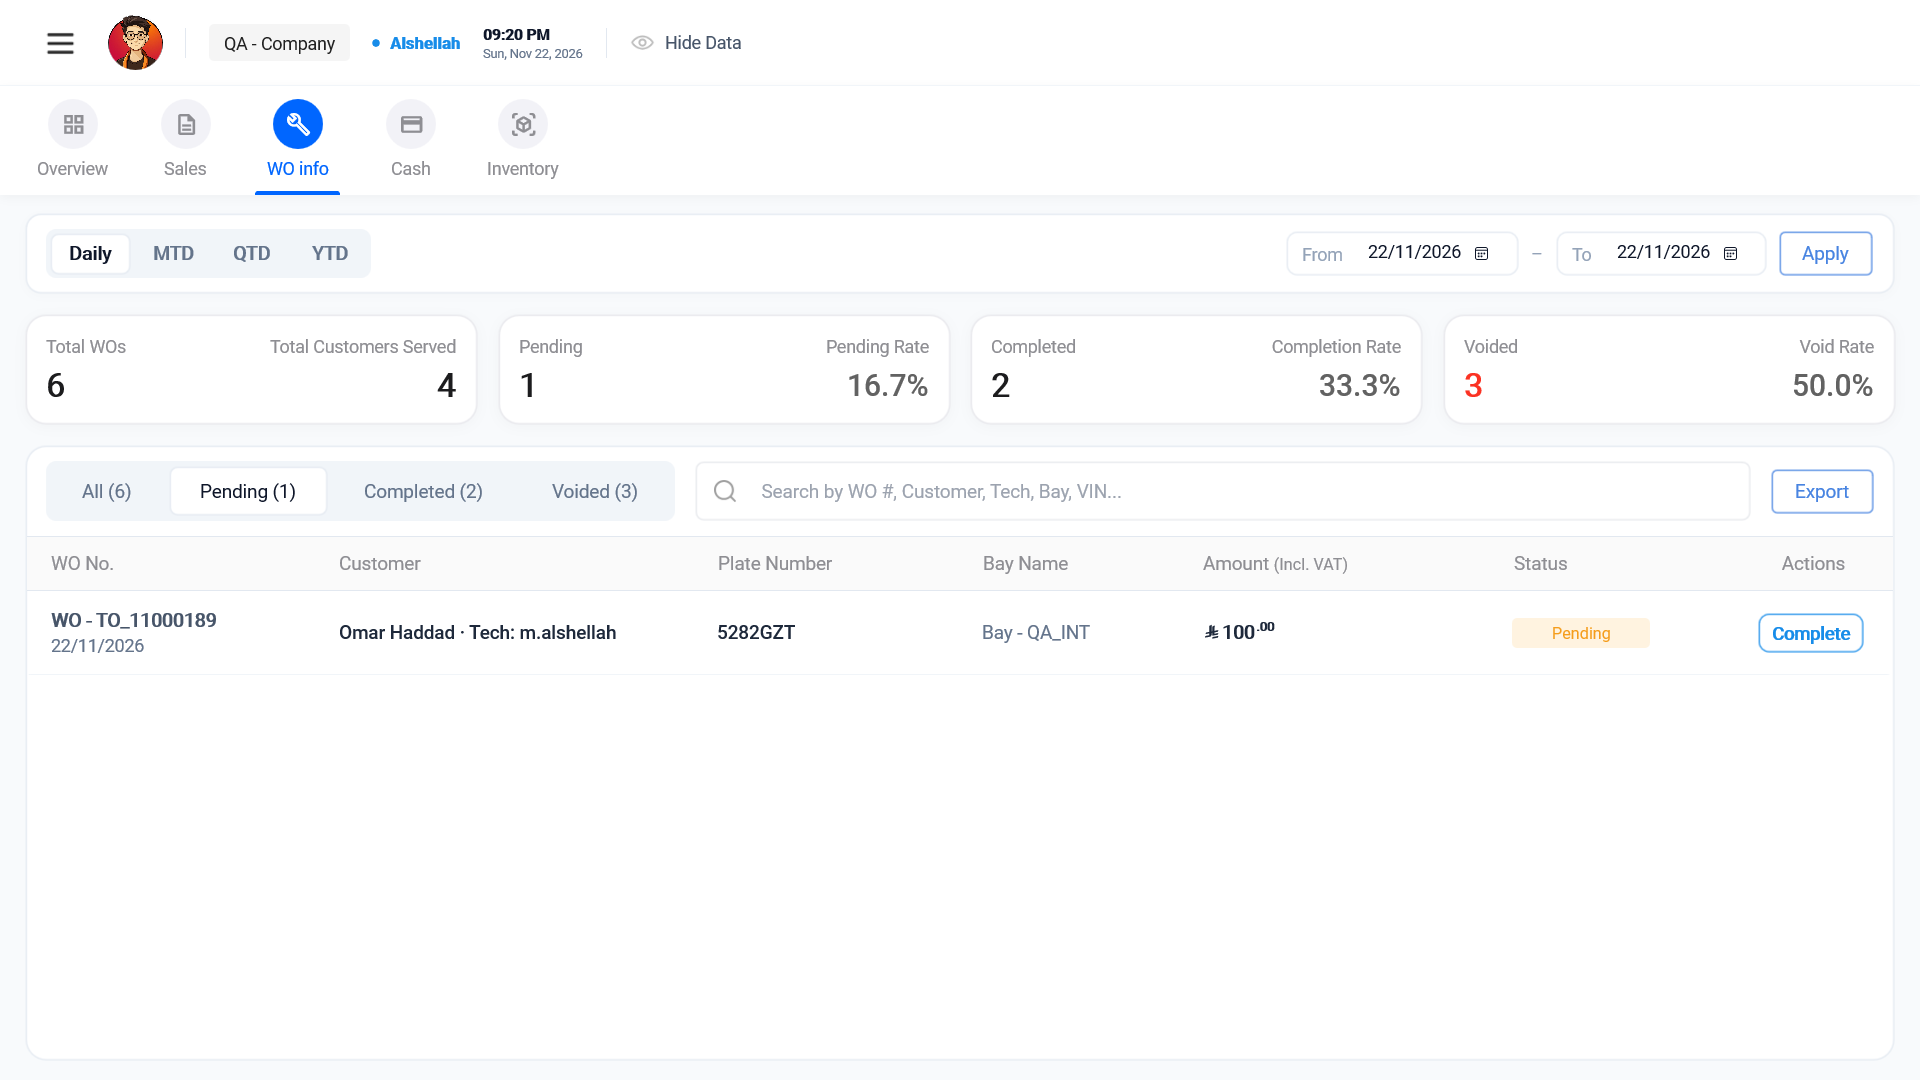 QA - Company
• Alshellah
09:20 PM
Sun, Nov 22, 2026
Hide Data
Overview
Sales
WO info
Cash
Inventory
Daily
MTD
QTD
YTD
From 22/11/2026
–
To 22/11/2026
Apply
Total WOs
Total Customers Served
6
4
Pending
Pending Rate
1
16.7%
Completed
Completion Rate
2
33.3%
Voided
Void Rate
3
50.0%
All (6)
Pending (1)
Completed (2)
Voided (3)
Search by WO #, Customer, Tech, Bay, VIN...
Export
WO No.
Customer
Plate Number
Bay Name
Amount (Incl. VAT)
Status
Actions
WO - TO_11000189
22/11/2026
Omar Haddad · Tech: m.alshellah
5282GZT
Bay - QA_INT
⃁ 100.00
Pending
Complete